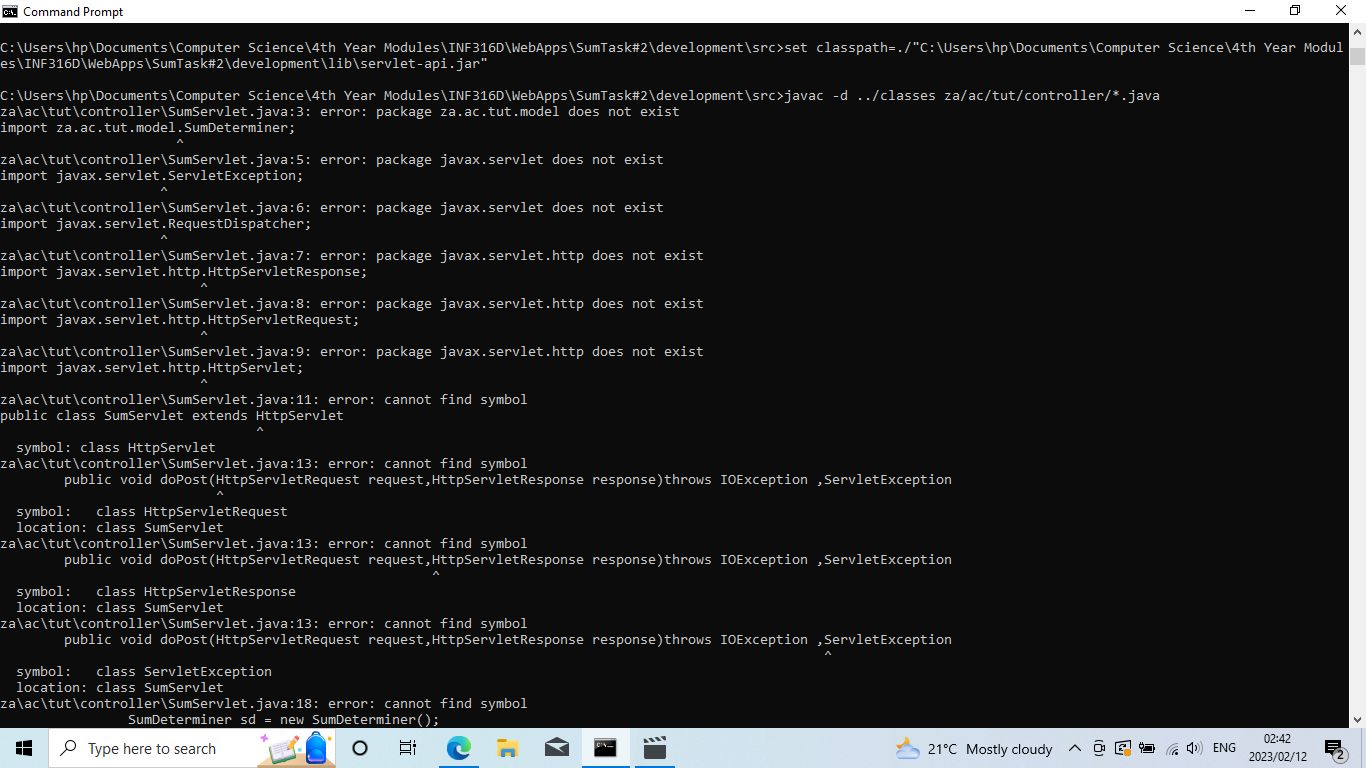 Command Prompt
C:\Users\hp\Documents\Computer Science\4th Year Modules\INF316D\WebApps\SumTask#2\development\src>set classpath=./"C:\Users\hp\Documents\Computer Science\4th Year Modul
es\INF316D\WebApps\SumTask#2\development\lib\servlet-api.jar"
C:\Users\hp\Documents\Computer Science\4th Year Modules\INF316D\WebApps\SumTask#2\development\src>javac -d ../classes za/ac/tut/controller/*.java
za\ac\tut\controller\SumServlet.java:3: error: package za.ac.tut.model does not exist
import za.ac.tut.model.SumDeterminer;
^
za\ac\tut\controller\SumServlet.java:5: error: package javax.servlet does not exist
import javax.servlet.ServletException;
^
za\ac\tut\controller\SumServlet.java:6: error: package javax.servlet does not exist
import javax.servlet.RequestDispatcher;
^
za\ac\tut\controller\SumServlet.java:7: error: package javax.servlet.http does not exist
import javax.servlet.http.HttpServletResponse;
^
za\ac\tut\controller\SumServlet.java:8: error: package javax.servlet.http does not exist
import javax.servlet.http.HttpServletRequest;
^
za\ac\tut\controller\SumServlet.java:9: error: package javax.servlet.http does not exist
import javax.servlet.http.HttpServlet;
^
za\ac\tut\controller\SumServlet.java:11: error: cannot find symbol
public class SumServlet extends HttpServlet
^
symbol: class HttpServlet
za\ac\tut\controller\SumServlet.java:13: error: cannot find symbol
public void doPost(HttpServletRequest request,HttpServletResponse response)throws IOException ,ServletException
^
symbol:   class HttpServletRequest
location: class SumServlet
za\ac\tut\controller\SumServlet.java:13: error: cannot find symbol
public void doPost(HttpServletRequest request,HttpServletResponse response)throws IOException ,ServletException
^
symbol:   class HttpServletResponse
location: class SumServlet
za\ac\tut\controller\SumServlet.java:13: error: cannot find symbol
public void doPost(HttpServletRequest request,HttpServletResponse response)throws IOException ,ServletException
^
symbol:   class ServletException
location: class SumServlet
za\ac\tut\controller\SumServlet.java:18: error: cannot find symbol
SumDeterminer sd = new SumDeterminer();
Type here to search
21°C Mostly cloudy
ENG
02:42
2023/02/12
2